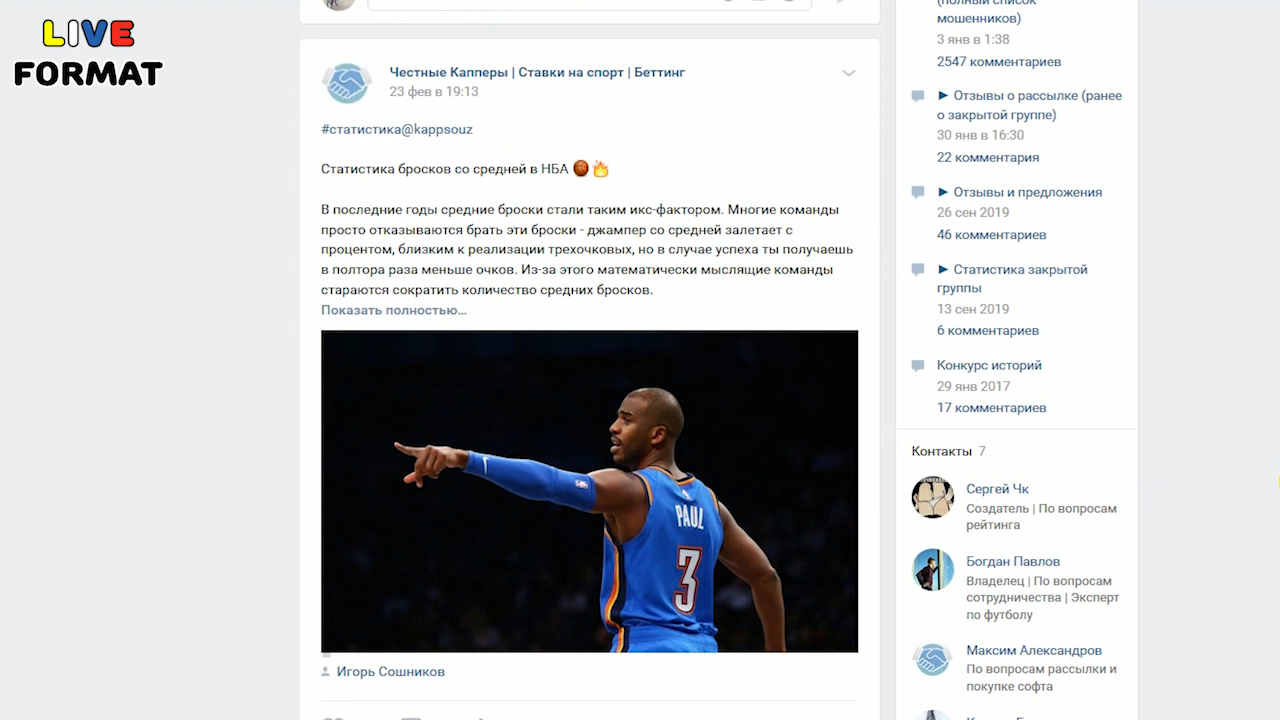 LIVE
FORMAT
Честные Капперы | Ставки на спорт | Беттинг
23 фев в 19:13
#статистика@kappsouz
Статистика бросков со средней в НБА
В последние годы средние броски стали таким икс-фактором. Многие команды
просто отказываются брать эти броски - джампер со средней залетает с
процентом, близким к реализации трехочковых, но в случае успеха ты получаешь
в полтора раза меньше очков. Из-за этого математически мыслящие команды
стараются сократить количество средних бросков.
Показать полностью...
PAUL
3
Игорь Сошников
(полный список
мошенников)
3 янв в 1:38
2547 комментариев
► Отзывы о рассылке (ранее
о закрытой группе)
30 янв в 16:30
22 комментария
► Отзывы и предложения
26 сен 2019
46 комментариев
► Статистика закрытой
группы
13 сен 2019
6 комментариев
Конкурс историй
29 янв 2017
17 комментариев
Контакты 7
Сергей Чк
Создатель | По вопросам
рейтинга
Богдан Павлов
Владелец | По вопросам
сотрудничества | Эксперт
по футболу
Максим Александров
По вопросам рассылки и
покупке софта